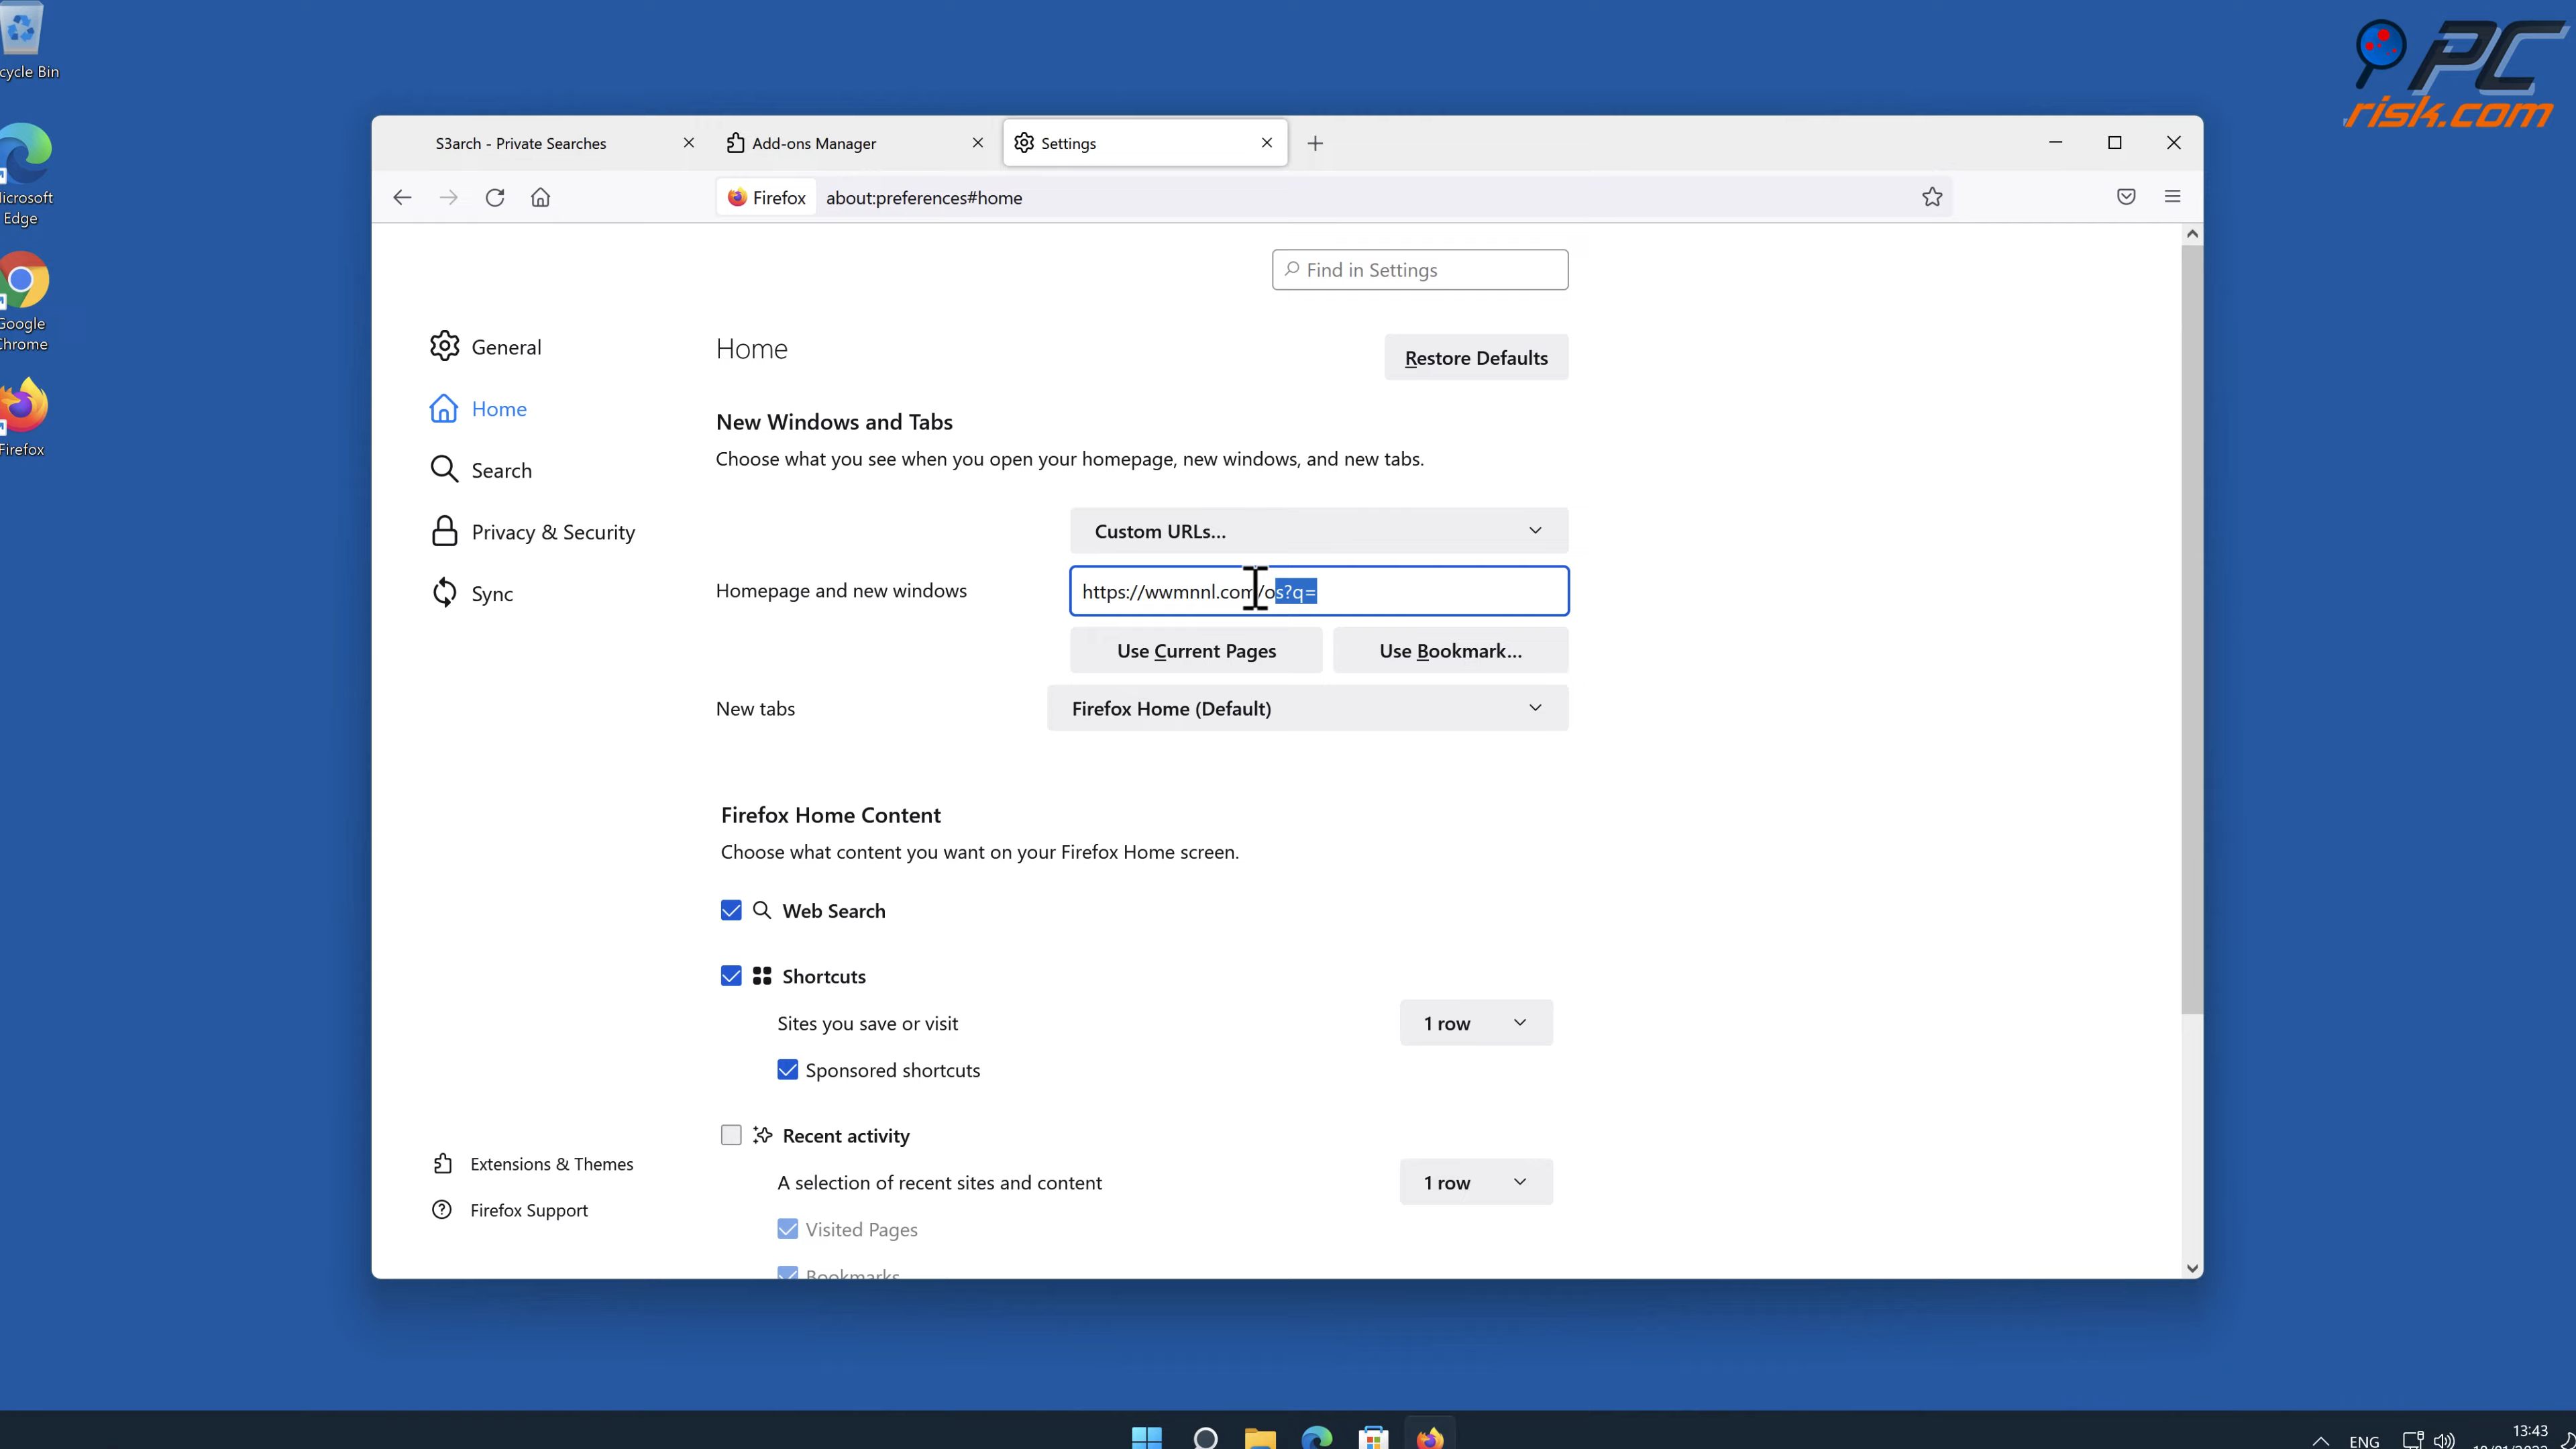 cycle Bin
PC
risk.com
S3arch - Private Searches
Add-ons Manager
Settings
Firefox
about:preferences#home
icrosoft
Edge
Google
Chrome
Firefox
Find in Settings
General
Home
Search
Privacy & Security
Sync
Extensions & Themes
Firefox Support
Home
Restore Defaults
New Windows and Tabs
Choose what you see when you open your homepage, new windows, and new tabs.
Custom URLs...
Homepage and new windows
https://wwmnnl.com/os?q=
Use Current Pages
Use Bookmark...
New tabs
Firefox Home (Default)
Firefox Home Content
Choose what content you want on your Firefox Home screen.
Web Search
Shortcuts
Sites you save or visit
1 row
Sponsored shortcuts
Recent activity
A selection of recent sites and content
1 row
Visited Pages
Bookmarks
ENG
13:43